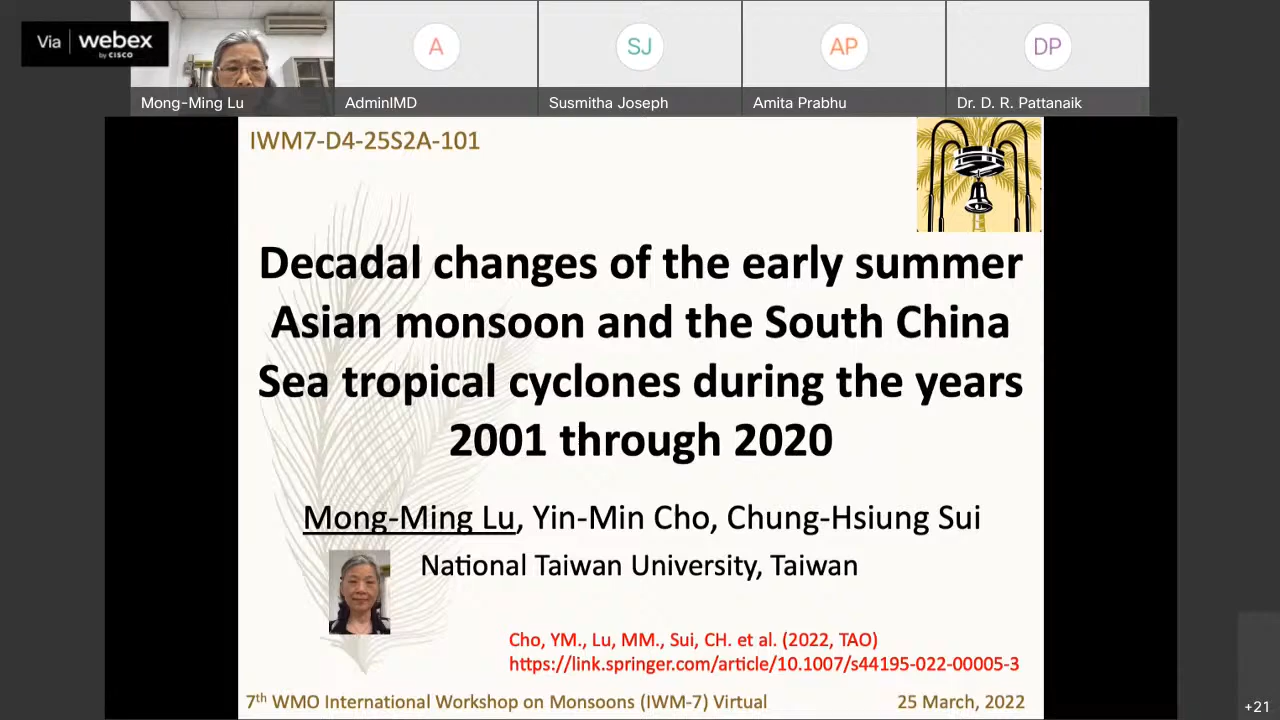 Via webex
by CISCO
A
SJ
AP
DP
Mong-Ming Lu
AdminIMD
Susmitha Joseph
Amita Prabhu
Dr. D. R. Pattanaik
IWM7-D4-25S2A-101
Decadal changes of the early summer
Asian monsoon and the South China
Sea tropical cyclones during the years
2001 through 2020
Mong-Ming Lu, Yin-Min Cho, Chung-Hsiung Sui
National Taiwan University, Taiwan
Cho, YM., Lu, MM., Sui, CH. et al. (2022, TAO)
https://link.springer.com/article/10.1007/s44195-022-00005-3
7th WMO International Workshop on Monsoons (IWM-7) Virtual
25 March, 2022
+21